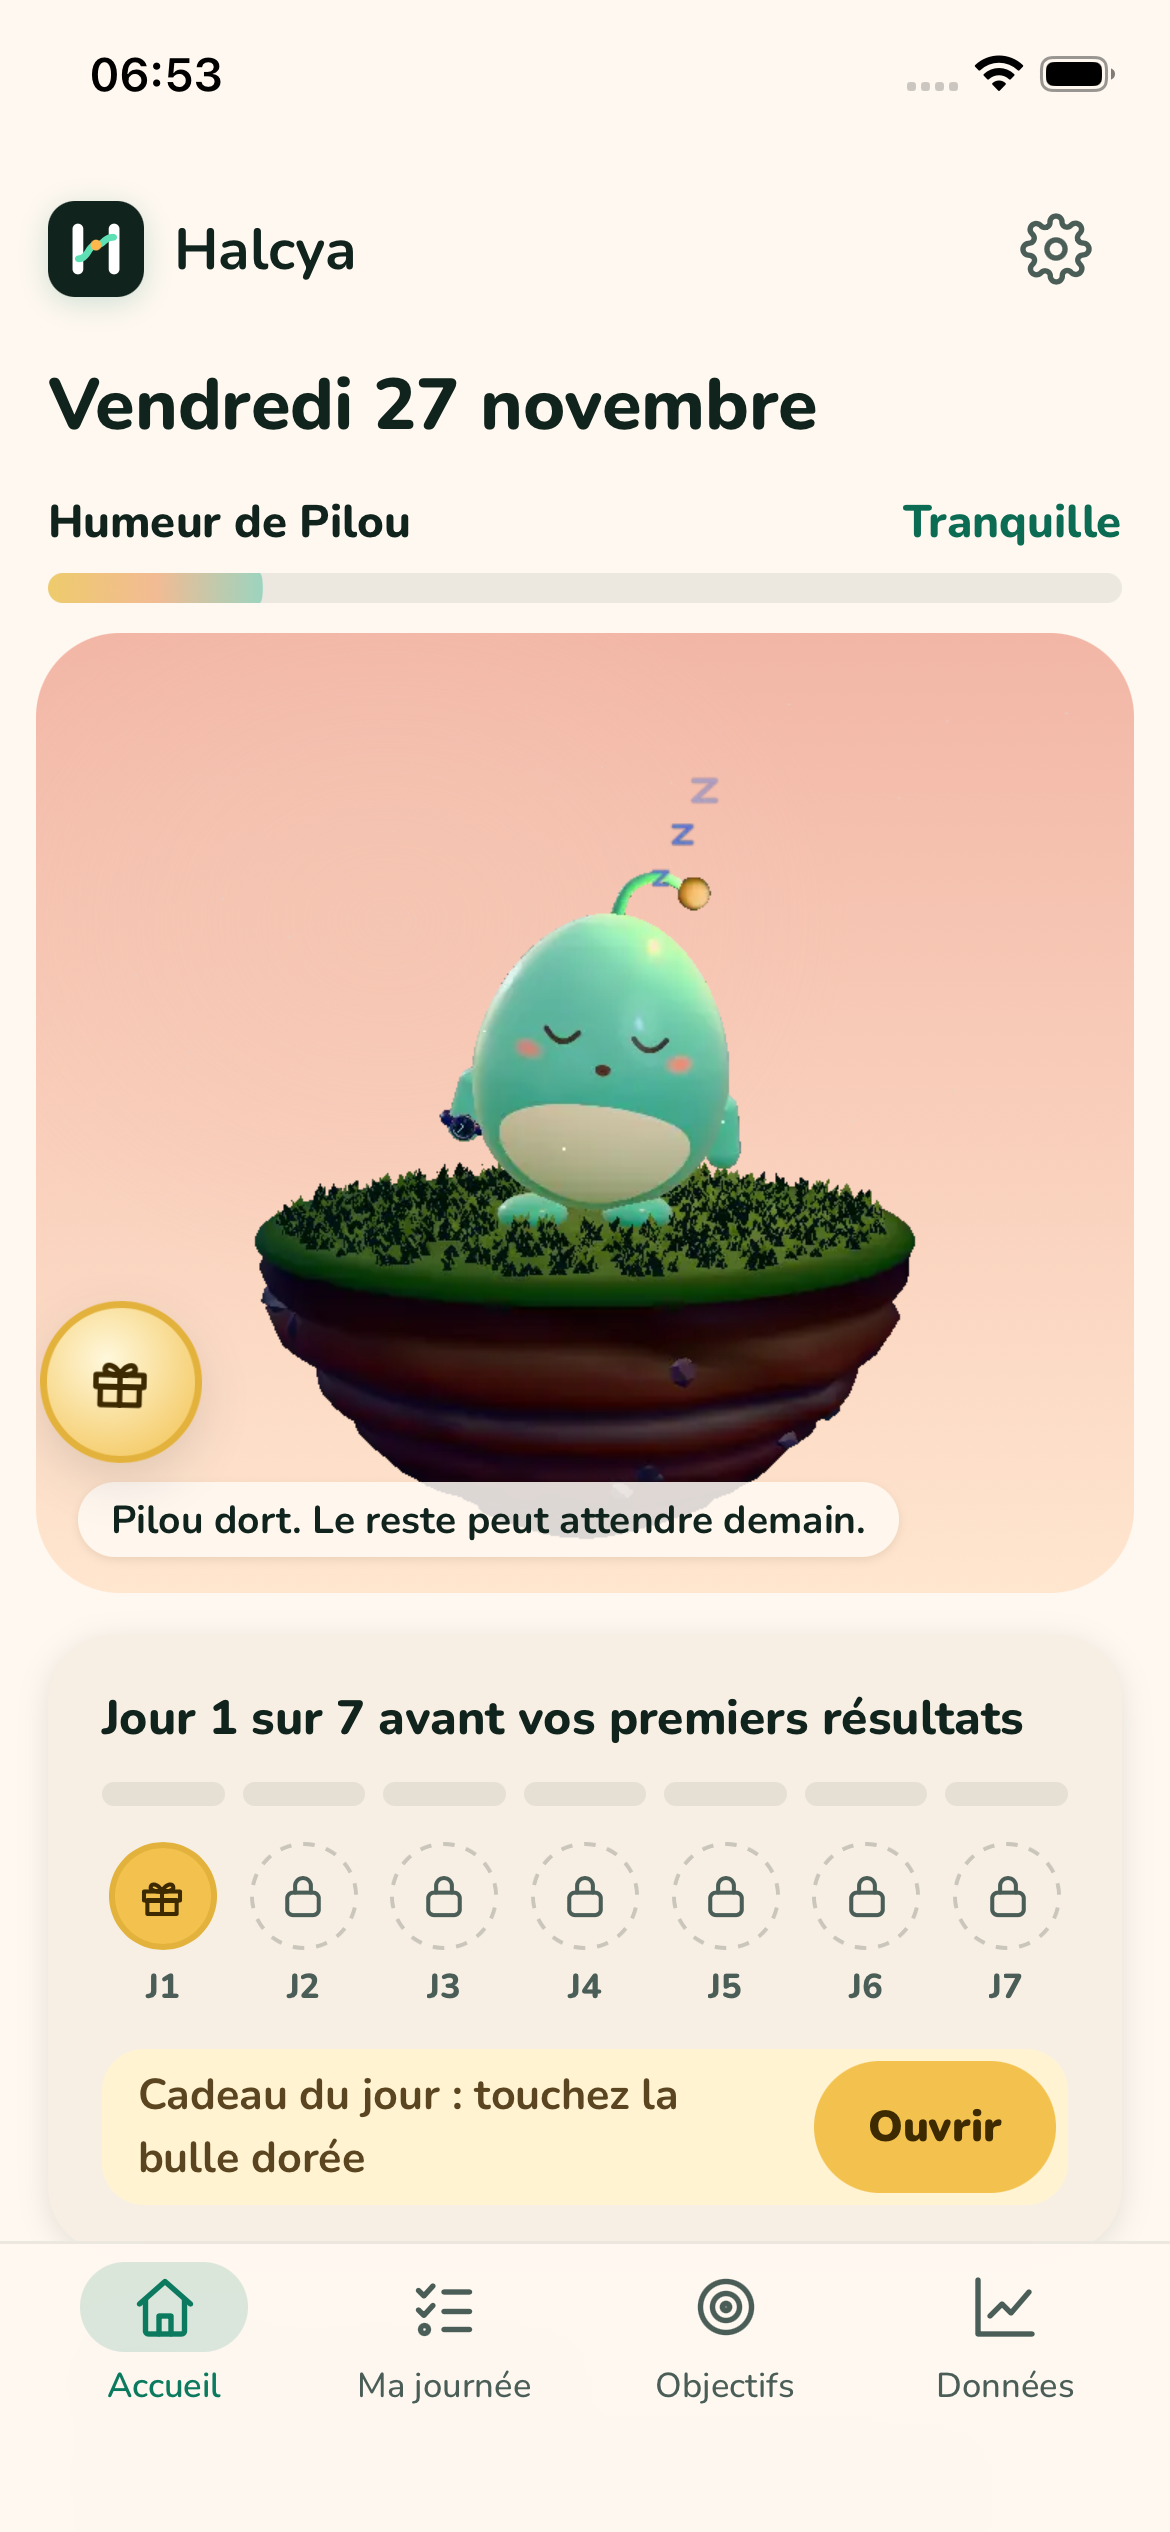 06:53
Halcya
Vendredi 27 novembre
Humeur de Pilou
Tranquille
z
z
z
Pilou dort. Le reste peut attendre demain.
Jour 1 sur 7 avant vos premiers résultats
J1
J2
J3
J4
J5
J6
J7
Cadeau du jour : touchez la
bulle dorée
Ouvrir
Accueil
Ma journée
Objectifs
Données